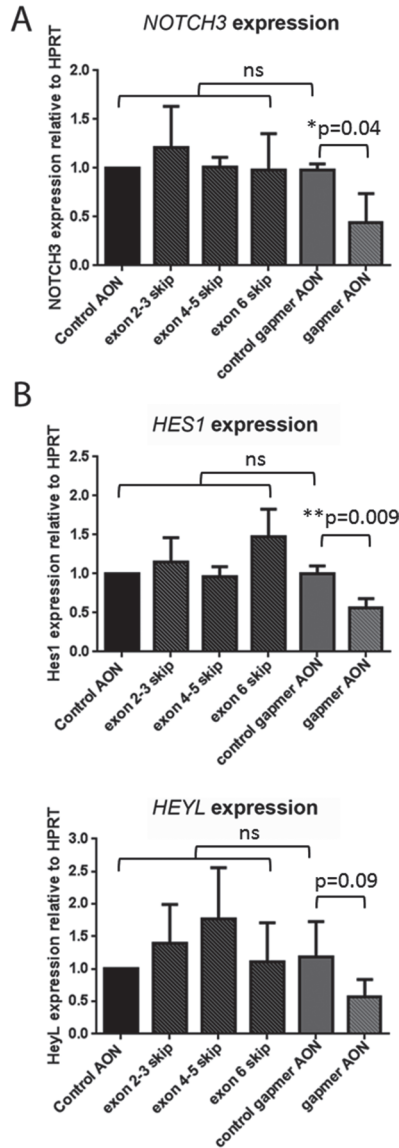 A
NOTCH3 expression
NOTCH3 expression relative to HPRT
2.0
1.5
1.0
0.5
0.0
ns
*p=0.04
Control AON
exon 2-3 skip
exon 4-5 skip
exon 6 skip
control gapmer AON
gapmer AON
B
HES1 expression
Hes1 expression relative to HPRT
2.5
2.0
1.5
1.0
0.5
0.0
ns
**p=0.009
Control AON
exon 2-3 skip
exon 4-5 skip
exon 6 skip
control gapmer AON
gapmer AON
HEYL expression
HeyL expression relative to HPRT
3.0
2.5
2.0
1.5
1.0
0.5
0.0
ns
p=0.09
Control AON
exon 2-3 skip
exon 4-5 skip
exon 6 skip
control gapmer AON
gapmer AON